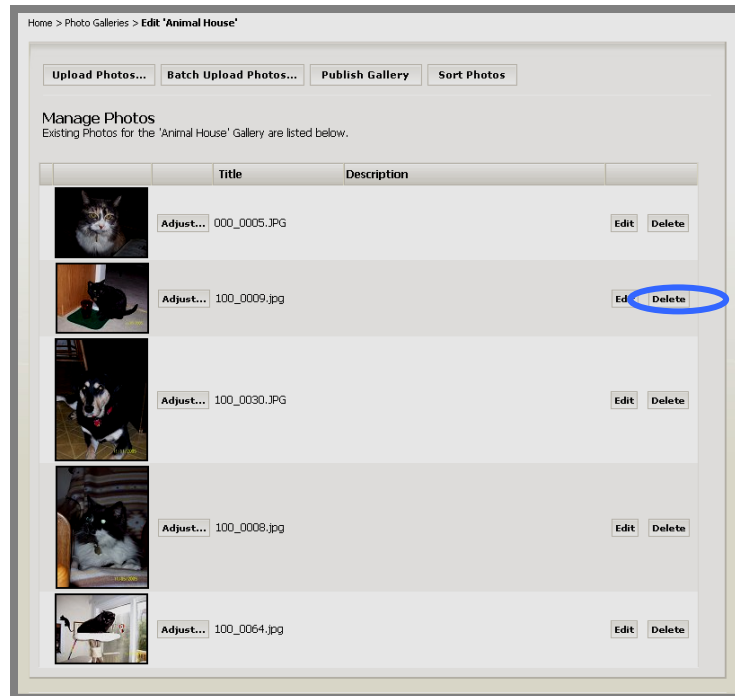 Home > Photo Galleries > Edit 'Animal House'
Upload Photos... Batch Upload Photos... Publish Gallery Sort Photos
Manage Photos
Existing Photos for the 'Animal House' Gallery are listed below.
Title Description
Adjust... 000_0005.JPG Edit Delete
Adjust... 100_0009.jpg Edit Delete
Adjust... 100_0030.JPG Edit Delete
Adjust... 100_0008.jpg Edit Delete
Adjust... 100_0064.jpg Edit Delete